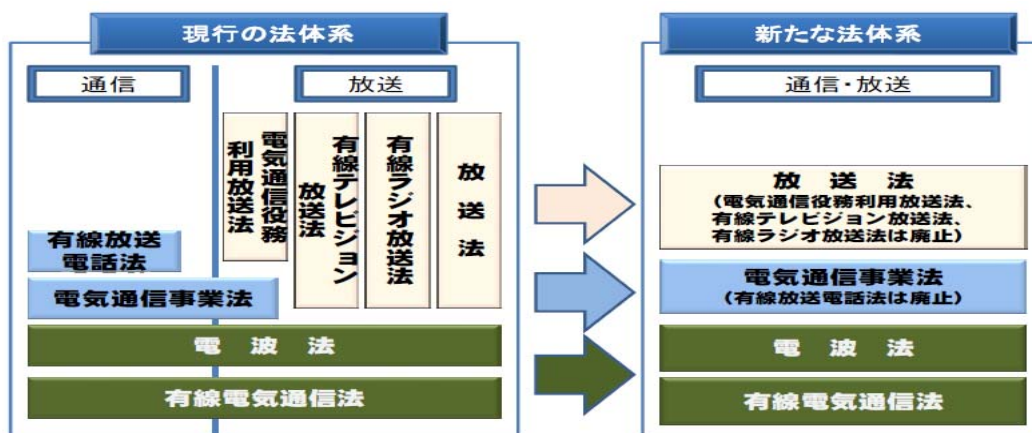 現行の法体系
通信
放送
電気通信役務
利用放送法
有線テレビジョン
放送法
有線ラジオ放送法
放送法
有線放送
電話法
電気通信事業法
電波法
有線電気通信法
新たな法体系
通信・放送
放送法
(電気通信役務利用放送法、
有線テレビジョン放送法、
有線ラジオ放送法は廃止)
電気通信事業法
(有線放送電話法は廃止)
電波法
有線電気通信法